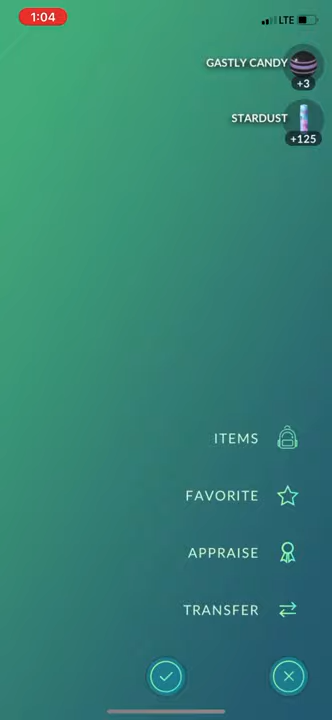 1:04
LTE
GASTLY CANDY
+3
STARDUST
+125
ITEMS
FAVORITE
APPRAISE
TRANSFER